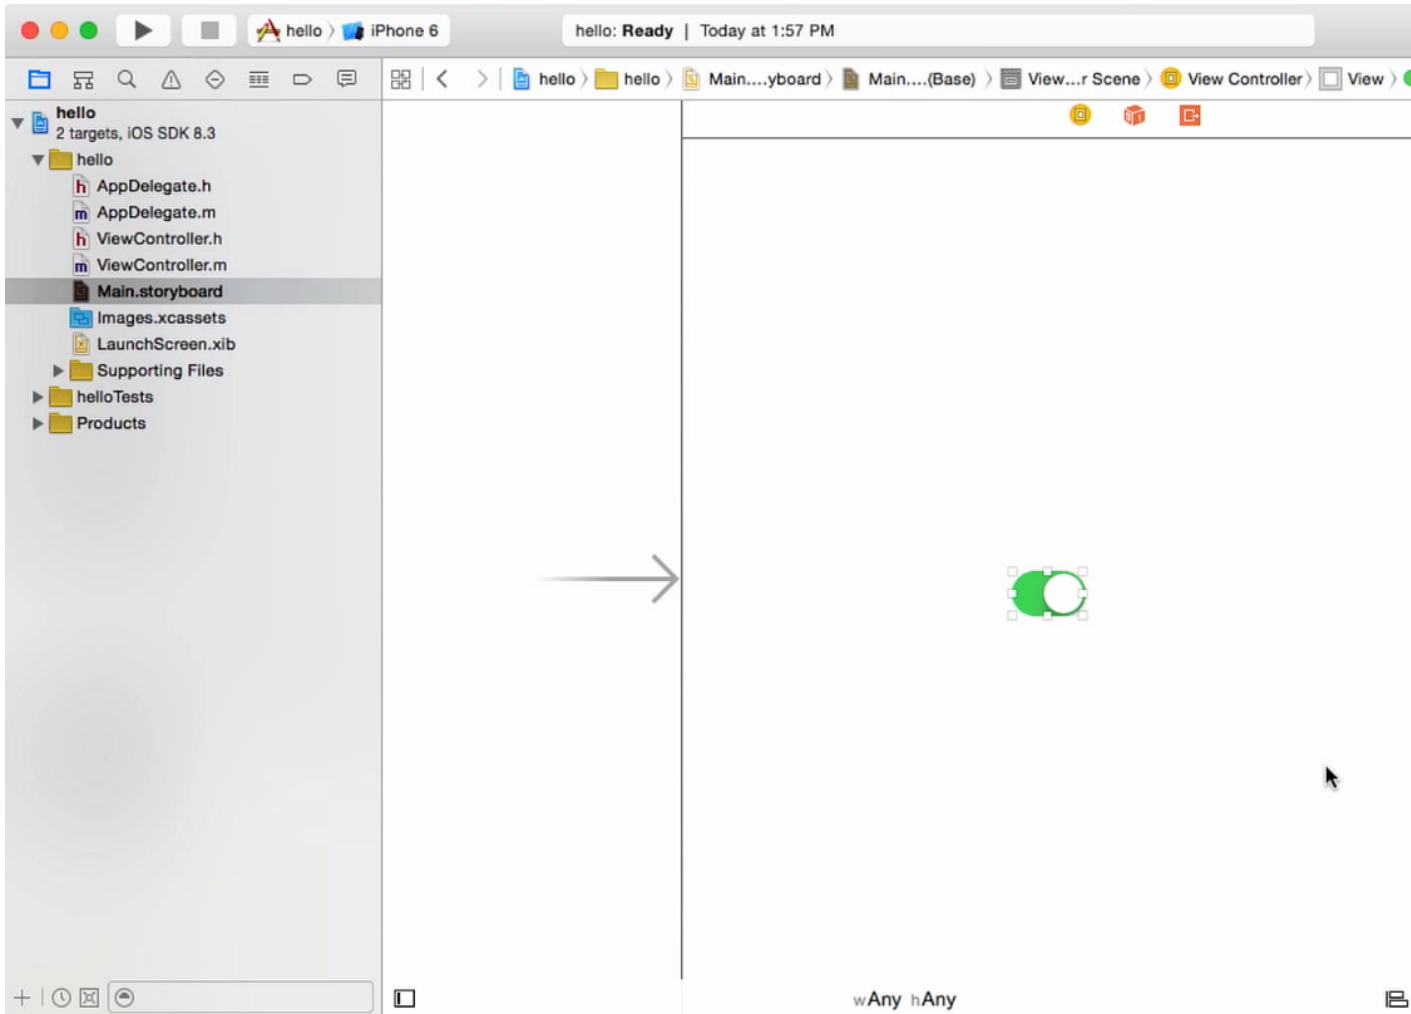 hello 〉 iPhone 6
hello: Ready | Today at 1:57 PM
hello 〉 hello 〉 Main....yboard 〉 Main....(Base) 〉 View...r Scene 〉 View Controller 〉 View 〉
hello
2 targets, iOS SDK 8.3
hello
h AppDelegate.h
m AppDelegate.m
h ViewController.h
m ViewController.m
Main.storyboard
Images.xcassets
LaunchScreen.xib
Supporting Files
helloTests
Products
wAny hAny